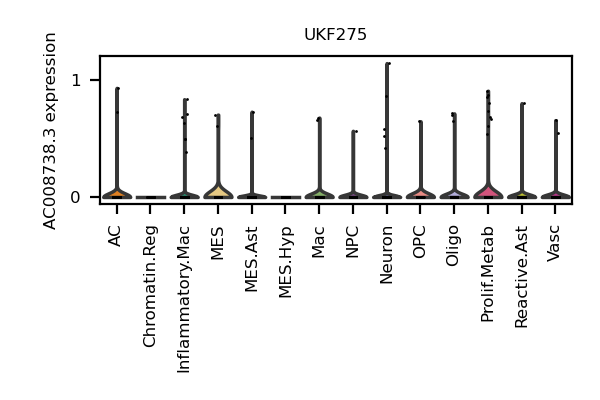 UKF275
AC008738.3 expression
1
0
AC
Chromatin.Reg
Inflammatory.Mac
MES
MES.Ast
MES.Hyp
Mac
NPC
Neuron
OPC
Oligo
Prolif.Metab
Reactive.Ast
Vasc